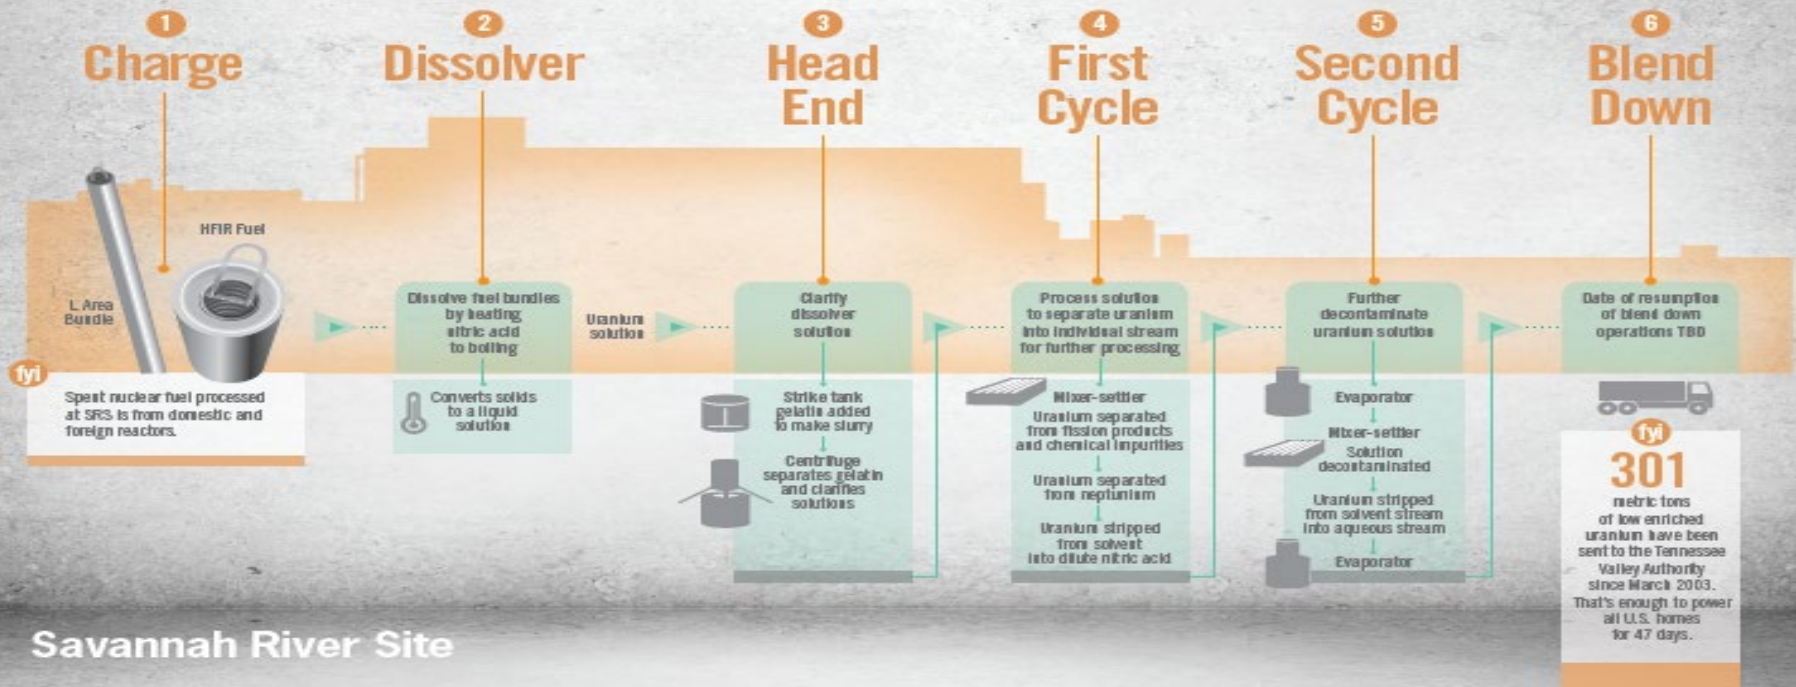 1
Charge
HFIR Fuel
L Area
Bundle
fyi
Spent nuclear fuel processed
at SRS is from domestic and
foreign reactors.
2
Dissolver
Dissolve fuel bundles
by heating
nitric acid
to boiling
Converts solids
to a liquid
solution
Uranium
solution
3
Head
End
Clarify
dissolver
solution
Strike tank
gelatin added
to make slurry
Centrifuge
separates gelatin
and clarifies
solutions
4
First
Cycle
Process solution
to separate uranium
into individual stream
for further processing
Mixer-settler
Uranium separated
from fission products
and chemical impurities
Uranium separated
from neptunium
Uranium stripped
from solvent
into dilute nitric acid
5
Second
Cycle
Further
decontaminate
uranium solution
Evaporator
Mixer-settler
Solution
decontaminated
Uranium stripped
from solvent stream
into aqueous stream
Evaporator
6
Blend
Down
Date of resumption
of blend down
operations TBD
fyi
301
metric tons
of low enriched
uranium have been
sent to the Tennessee
Valley Authority
since March 2003.
That's enough to power
all U.S. homes
for 47 days.
Savannah River Site